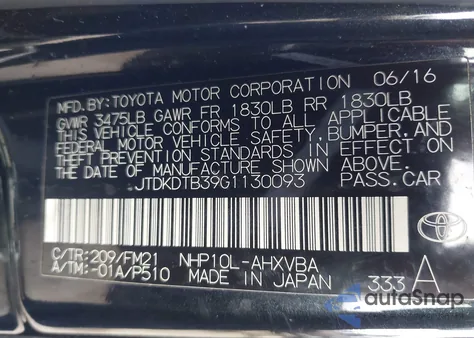 MFD.BY:TOYOTA MOTOR CORPORATION 06/16
GVWR 3475LB GAWR FR 1830LB RR 1830LB
THIS VEHICLE CONFORMS TO ALL APPLICABLE
FEDERAL MOTOR VEHICLE SAFETY,BUMPER,AND
THEFT PREVENTION STANDARDS IN EFFECT ON
THE DATE OF MANUFACTURE SHOWN ABOVE.
JTDKDTB39G1130093 PASS.CAR
C/TR:209/FM21 NHP10L-AHXVBA
A/TM:-01A/P510 MADE IN JAPAN 333 A
autoSnap